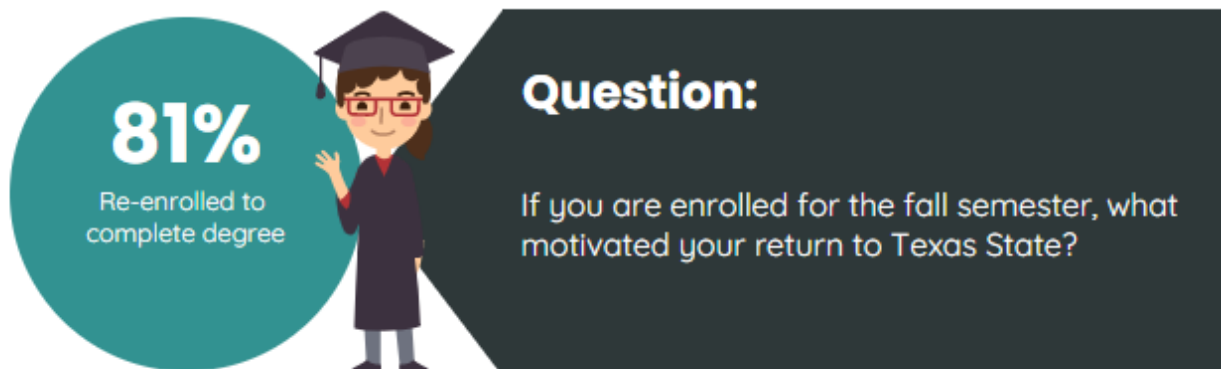 81%
Re-enrolled to
complete degree
Question:
If you are enrolled for the fall semester, what
motivated your return to Texas State?